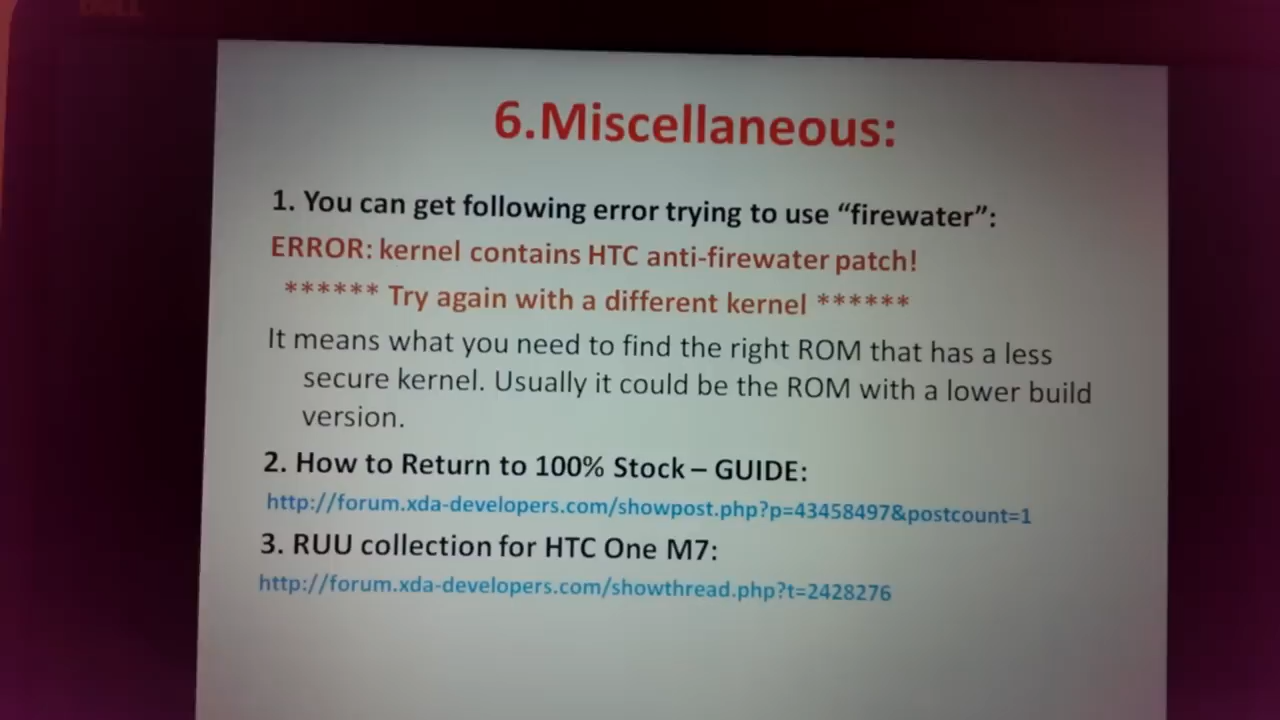 6.Miscellaneous:
1. You can get following error trying to use “firewater”:
ERROR: kernel contains HTC anti-firewater patch!
****** Try again with a different kernel ******
It means what you need to find the right ROM that has a less
secure kernel. Usually it could be the ROM with a lower build
version.
2. How to Return to 100% Stock – GUIDE:
http://forum.xda-developers.com/showpost.php?p=43458497&postcount=1
3. RUU collection for HTC One M7:
http://forum.xda-developers.com/showthread.php?t=2428276